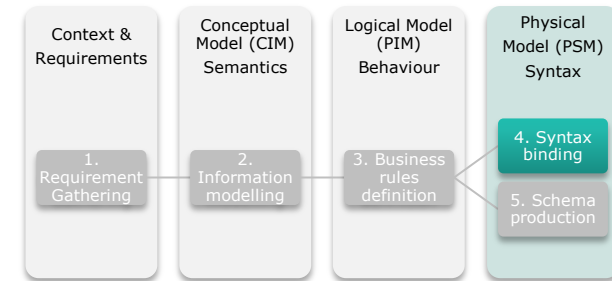 Context &
Requirements
Conceptual
Model (CIM)
Semantics
Logical Model
(PIM)
Behaviour
Physical
Model (PSM)
Syntax
1.
Requirement
Gathering
2.
Information
modelling
3. Business
rules
definition
4. Syntax
binding
5. Schema
production